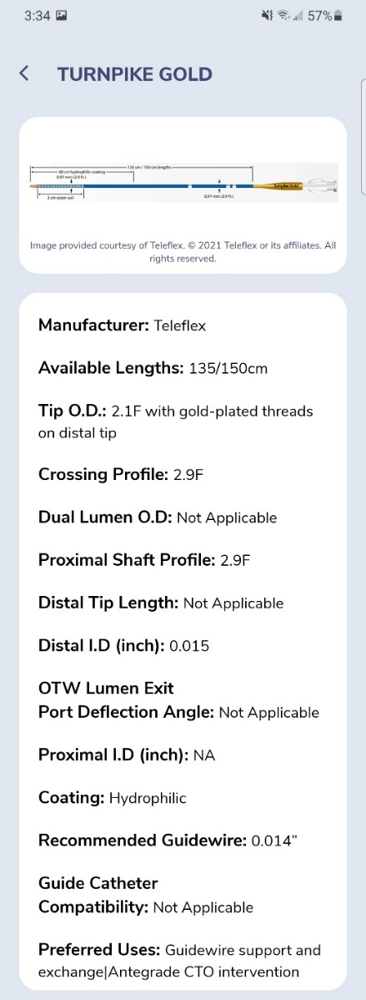 3:34
57%
TURNPIKE GOLD
135 cm / 150 cm lengths
60 cm hydrophilic coating
0.97 mm (2.9 fr.)
2 cm outer coil
0.97 mm (2.9 fr.)
Turnpike Gold
Image provided courtesy of Teleflex. © 2021 Teleflex or its affiliates. All
rights reserved.
Manufacturer: Teleflex
Available Lengths: 135/150cm
Tip O.D.: 2.1F with gold-plated threads
on distal tip
Crossing Profile: 2.9F
Dual Lumen O.D: Not Applicable
Proximal Shaft Profile: 2.9F
Distal Tip Length: Not Applicable
Distal I.D (inch): 0.015
OTW Lumen Exit
Port Deflection Angle: Not Applicable
Proximal I.D (inch): NA
Coating: Hydrophilic
Recommended Guidewire: 0.014”
Guide Catheter
Compatibility: Not Applicable
Preferred Uses: Guidewire support and
exchange|Antegrade CTO intervention